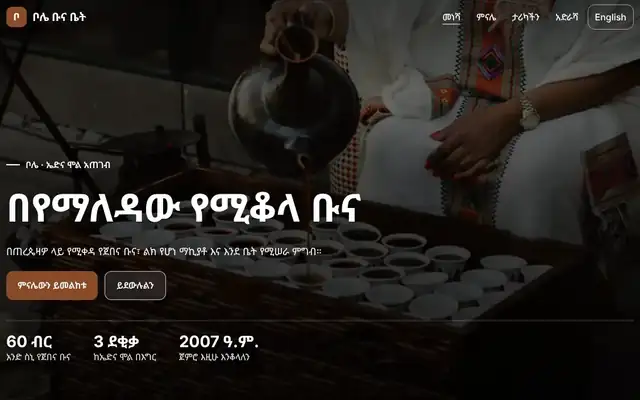 ቦ
ቦሌ ቡና ቤት
መነሻ
ምናሌ
ታሪካችን
አድራሻ
English
ቦሌ · ኤድና ሞል አጠገብ
በየማለዳው የሚቆላ ቡና
በጠረጴዛዎ ላይ የሚቀዳ የጀበና ቡና፣ ልክ የሆነ ማኪያቶ እና እንደ ቤት የሚሠራ ምግብ።
ምናሌውን ይመልከቱ
ይደውሉልን
60 ብር
አንድ ስኒ የጀበና ቡና
3 ደቂቃ
ከኤድና ሞል በእግር
2007 ዓ.ም.
ጀምሮ እዚሁ እንቆላለን